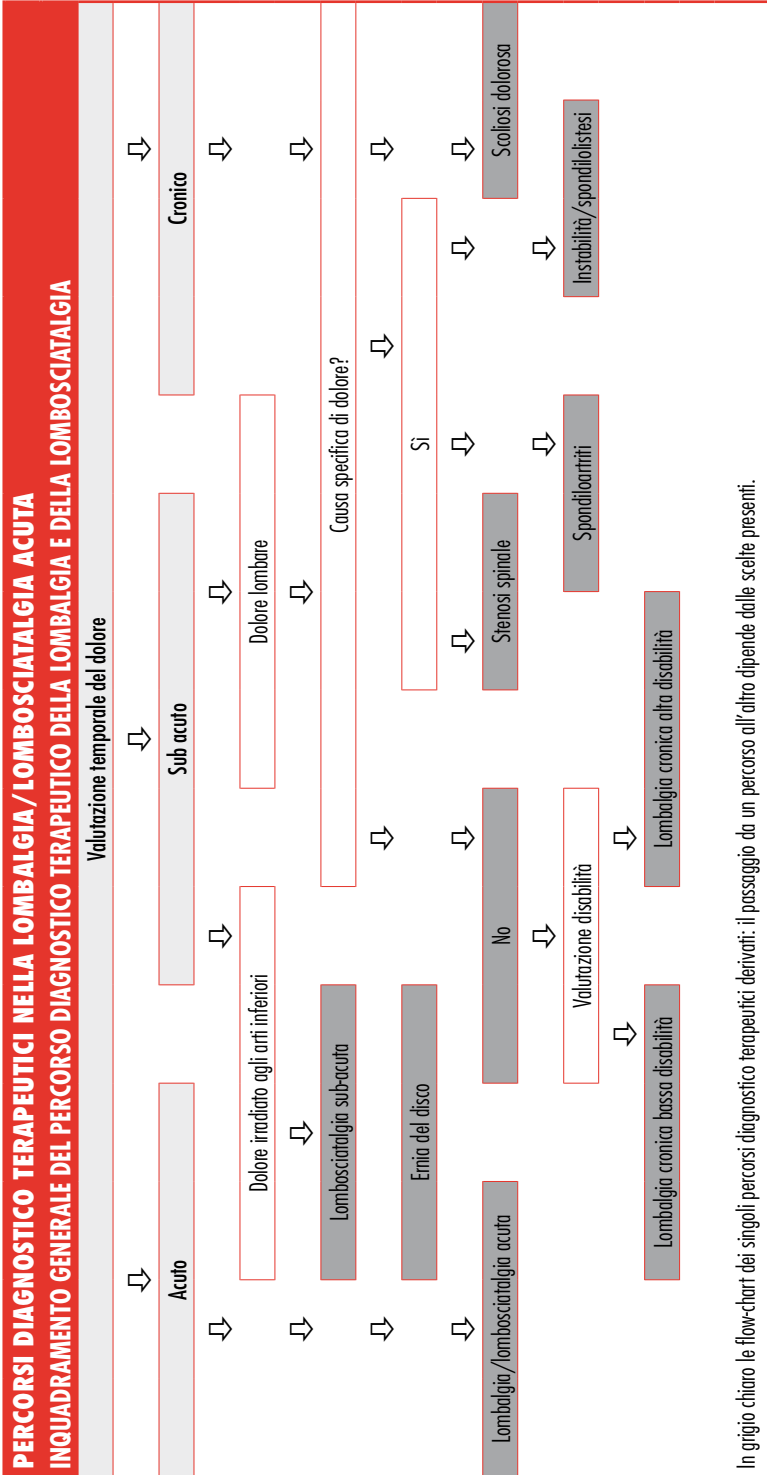 PERCORSI DIAGNOSTICO TERAPEUTICI NELLA LOMBALGIA/LOMBOSCIATALGIA ACUTA
INQUADRAMENTO GENERALE DEL PERCORSO DIAGNOSTICO TERAPEUTICO DELLA LOMBALGIA E DELLA LOMBOSCIATALGIA
Valutazione temporale del dolore
Acuto
Sub acuto
Cronico
Dolore irradiato agli arti inferiori
Dolore lombare
Lombosciatalgia sub-acuta
Causa specifica di dolore?
Ernia del disco
Sì
Lombalgia/lombosciatalgia acuta
No
Stenosi spinale
Scoliosi dolorosa
Valutazione disabilità
Spondiloartriti
Instabilità/spondilolistesi
Lombalgia cronica bassa disabilità
Lombalgia cronica alta disabilità
In grigio chiaro le flow-chart dei singoli percorsi diagnostico terapeutici derivati: il passaggio da un percorso all'altro dipende dalle scelte presenti.